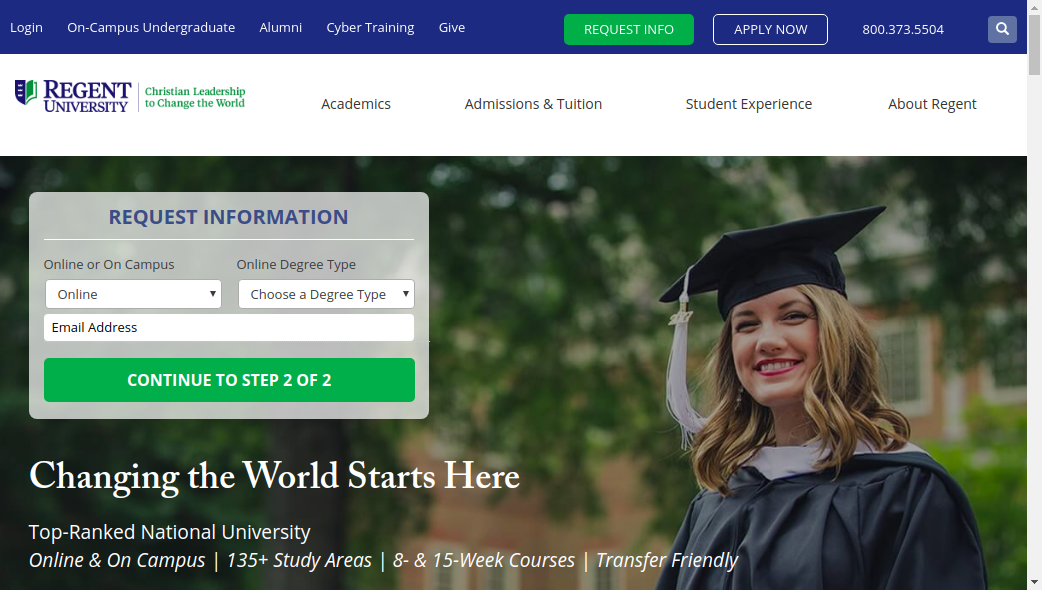 Login On-Campus Undergraduate Alumni Cyber Training Give REQUEST INFO APPLY NOW 800.373.5504
REGENT UNIVERSITY
Christian Leadership
to Change the World
Academics Admissions & Tuition Student Experience About Regent
REQUEST INFORMATION
Online or On Campus Online Degree Type
Online Choose a Degree Type
Email Address
CONTINUE TO STEP 2 OF 2
Changing the World Starts Here
Top-Ranked National University
Online & On Campus | 135+ Study Areas | 8- & 15-Week Courses | Transfer Friendly